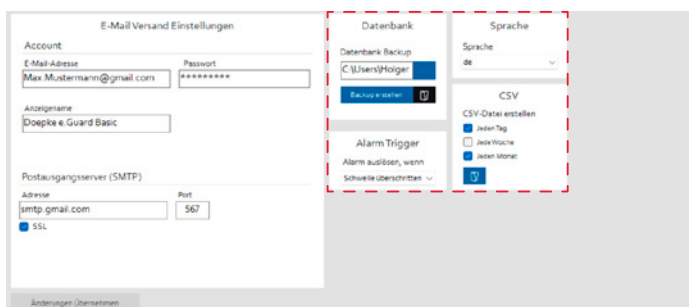 E-Mail Versand Einstellungen
Account
E-Mail-Adresse
Passwort
Max.Mustermann@gmail.com
*********
Anzeigename
Doepke e.Guard Basic
Postausgangsserver (SMTP)
Adresse
Port
smtp.gmail.com
567
SSL
Änderungen Übernehmen
Datenbank
Datenbank Backup
C:\Users\Holger
Backup erstellen
Alarm Trigger
Alarm auslösen, wenn
Schwelle überschritten
Sprache
Sprache
de
CSV
CSV-Datei erstellen
Jeden Tag
Jede Woche
Jeden Monat